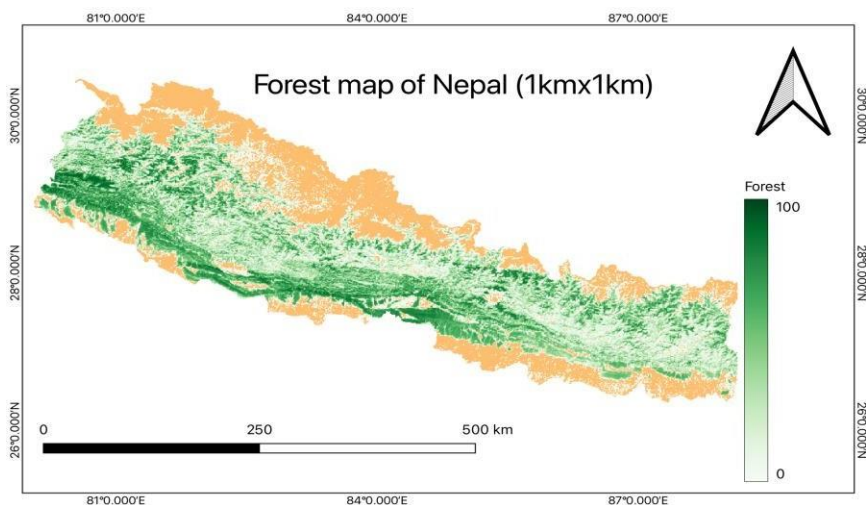 81°0.000'E 84°0.000'E 87°0.000'E
Forest map of Nepal (1kmx1km)
30°0.000'N 30°0.000'N
Forest
100
28°0.000'N 28°0.000'N
0 250 500 km
26°0.000'N 26°0.000'N
0
81°0.000'E 84°0.000'E 87°0.000'E